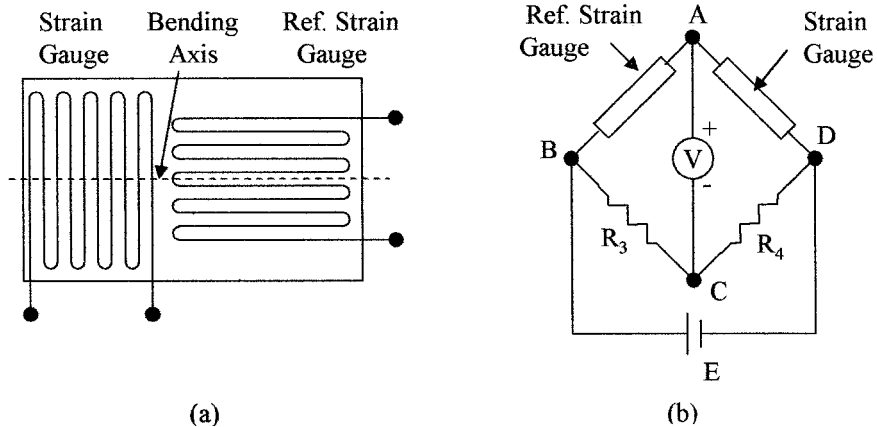 Strain
Gauge
Bending
Axis
Ref. Strain
Gauge
(a)
Ref. Strain
Gauge
A
Strain
Gauge
B
+
V
-
D
R3
R4
C
E
(b)